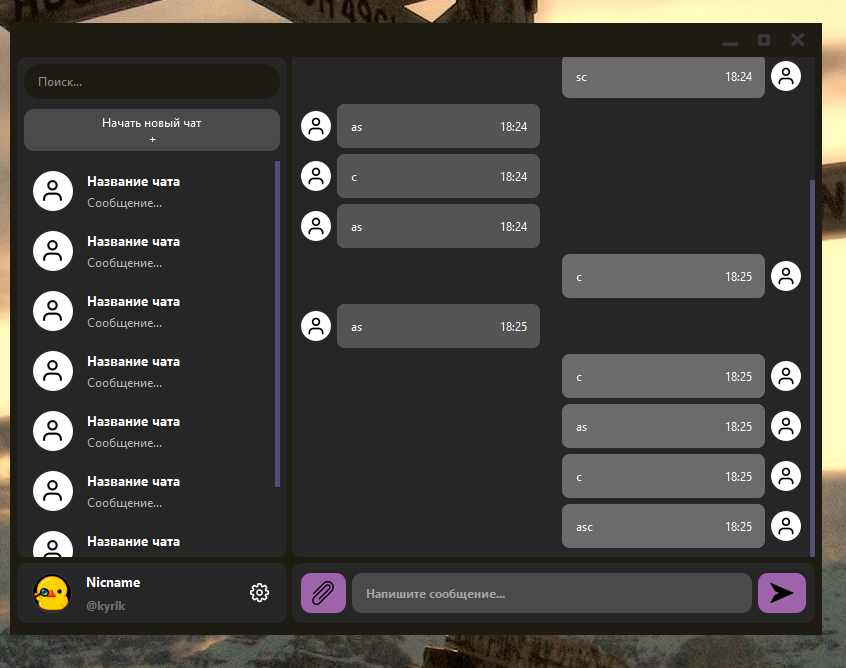 Поиск...
Начать новый чат
+
Название чата
Сообщение...
Название чата
Сообщение...
Название чата
Сообщение...
Название чата
Сообщение...
Название чата
Сообщение...
Название чата
Сообщение...
Название чата
Nicname
@kyrlk
sc 18:24
as 18:24
c 18:24
as 18:24
c 18:25
as 18:25
c 18:25
as 18:25
c 18:25
asc 18:25
Напишите сообщение...